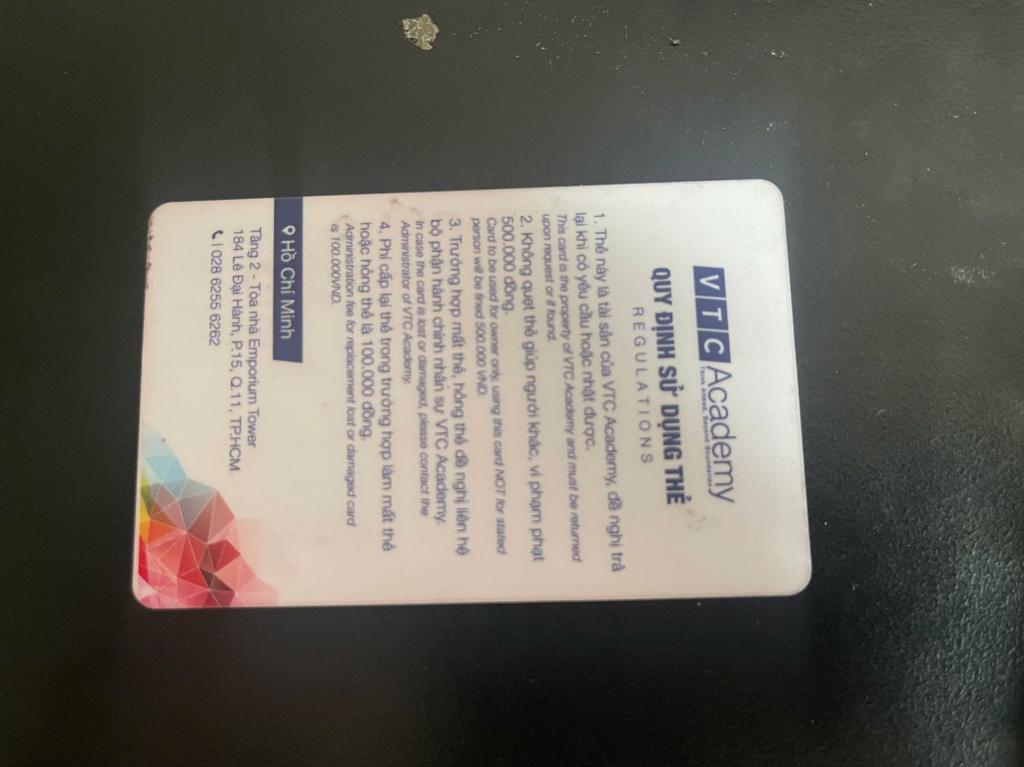 VTC Academy
Think Ahead, Beyond Boundaries
QUY ĐỊNH SỬ DỤNG THẺ
REGULATIONS
1. Thẻ này là tài sản của VTC Academy, đề nghị trả
lại khi có yêu cầu hoặc nhặt được.
This card is the property of VTC Academy and must be returned
upon request or if found.
2. Không quẹt thẻ giúp người khác, vi phạm phạt
500.000 đồng.
Card to be used for owner only, using this card NOT for stated
person will be fined 500.000 VND.
3. Trường hợp mất thẻ, hỏng thẻ đề nghị liên hệ
bộ phận hành chính nhân sự VTC Academy.
In case the card is lost or damaged, please contact the
Administrator of VTC Academy.
4. Phí cấp lại thẻ trong trường hợp làm mất thẻ
hoặc hỏng thẻ là 100.000 đồng.
Administration fee for replacement lost or damaged card
is 100.000VND.
Hồ Chí Minh
Tầng 2 - Tòa nhà Emporium Tower
184 Lê Đại Hành, P.15, Q.11, TP.HCM
| 028 6255 6262